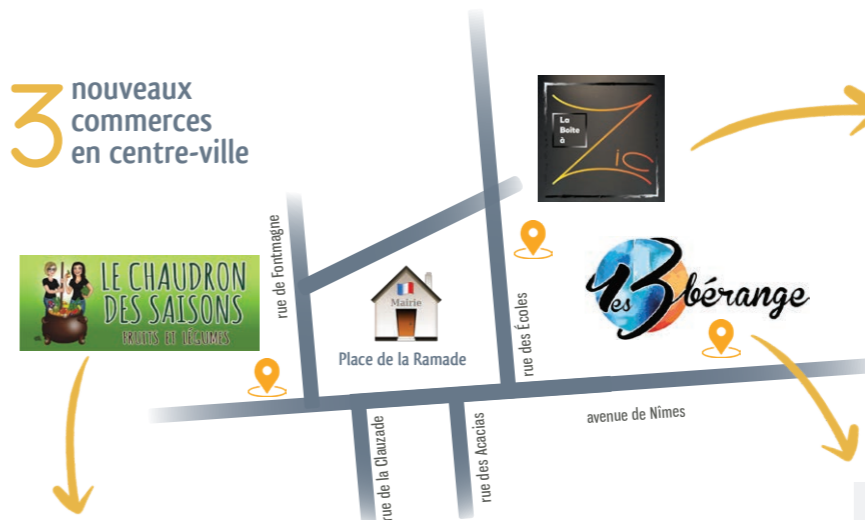 3 nouveaux
commerces
en centre-ville
La
Boîte
à
Zic
LE CHAUDRON
DES SAISONS
FRUITS ET LÉGUMES
rue de Fontmagne
Mairie
Place de la Ramade
rue des Écoles
les 3 bérange
avenue de Nîmes
rue de la Clauzade
rue des Acacias